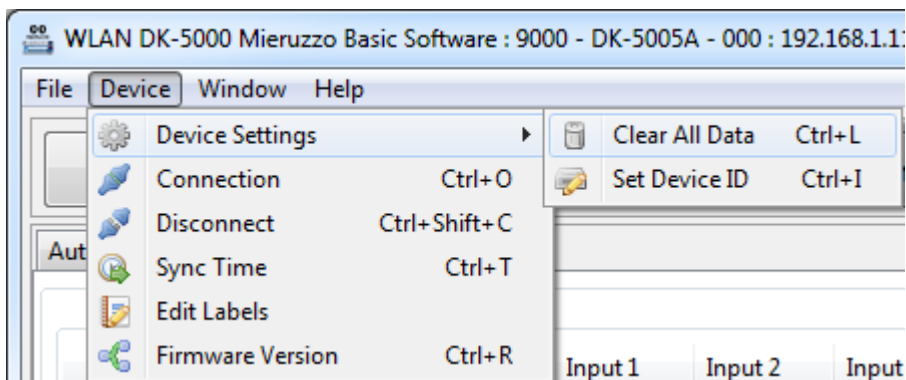 WLAN DK-5000 Mieruzzo Basic Software : 9000 - DK-5005A - 000 : 192.168.1.11
File Device Window Help
Device Settings
Clear All Data Ctrl+L
Connection Ctrl+O
Set Device ID Ctrl+I
Disconnect Ctrl+Shift+C
Aut
Sync Time Ctrl+T
Edit Labels
Firmware Version Ctrl+R
Input 1 Input 2 Input